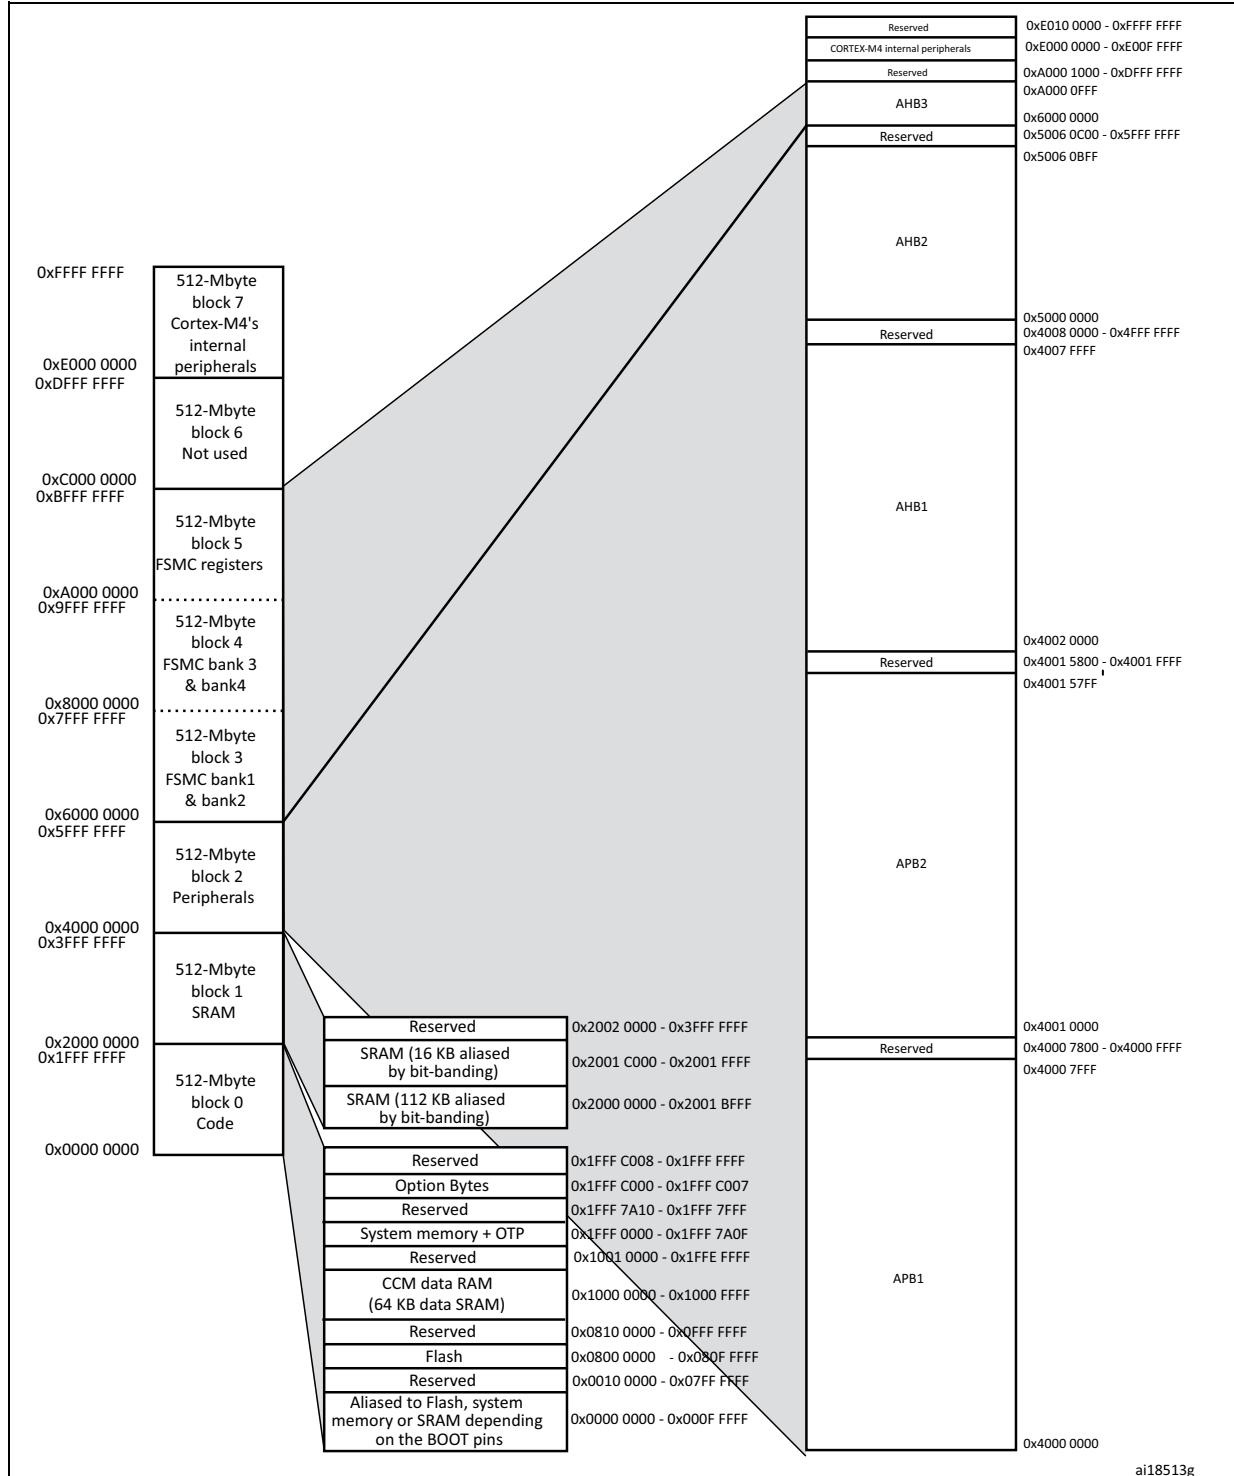 Reserved 0xE010 0000 - 0xFFFF FFFF
CORTEX-M4 internal peripherals 0xE000 0000 - 0xE00F FFFF
Reserved 0xA000 1000 - 0xDFFF FFFF
0xA000 0FFF
AHB3
0x6000 0000
Reserved 0x5006 0C00 - 0x5FFF FFFF
0x5006 0BFF
AHB2
0x5000 0000
Reserved 0x4008 0000 - 0x4FFF FFFF
0x4007 FFFF
AHB1
0x4002 0000
Reserved 0x4001 5800 - 0x4001 FFFF
0x4001 57FF
APB2
0x4001 0000
Reserved 0x4000 7800 - 0x4000 FFFF
0x4000 7FFF
APB1
0x4000 0000
0xFFFF FFFF
512-Mbyte
block 7
Cortex-M4's
internal
peripherals
0xE000 0000
0xDFFF FFFF
512-Mbyte
block 6
Not used
0xC000 0000
0xBFFF FFFF
512-Mbyte
block 5
FSMC registers
0xA000 0000
0x9FFF FFFF
512-Mbyte
block 4
FSMC bank 3
& bank4
0x8000 0000
0x7FFF FFFF
512-Mbyte
block 3
FSMC bank1
& bank2
0x6000 0000
0x5FFF FFFF
512-Mbyte
block 2
Peripherals
0x4000 0000
0x3FFF FFFF
512-Mbyte
block 1
SRAM
0x2000 0000
0x1FFF FFFF
512-Mbyte
block 0
Code
0x0000 0000
Reserved 0x2002 0000 - 0x3FFF FFFF
SRAM (16 KB aliased
by bit-banding)
0x2001 C000 - 0x2001 FFFF
SRAM (112 KB aliased
by bit-banding)
0x2000 0000 - 0x2001 BFFF
Reserved 0x1FFF C008 - 0x1FFF FFFF
Option Bytes 0x1FFF C000 - 0x1FFF C007
Reserved 0x1FFF 7A10 - 0x1FFF 7FFF
System memory + OTP 0x1FFF 0000 - 0x1FFF 7A0F
Reserved 0x1001 0000 - 0x1FFE FFFF
CCM data RAM
(64 KB data SRAM)
0x1000 0000 - 0x1000 FFFF
Reserved 0x0810 0000 - 0x0FFF FFFF
Flash 0x0800 0000 - 0x080F FFFF
Reserved 0x0010 0000 - 0x07FF FFFF
Aliased to Flash, system
memory or SRAM depending
on the BOOT pins
0x0000 0000 - 0x000F FFFF
ai18513g